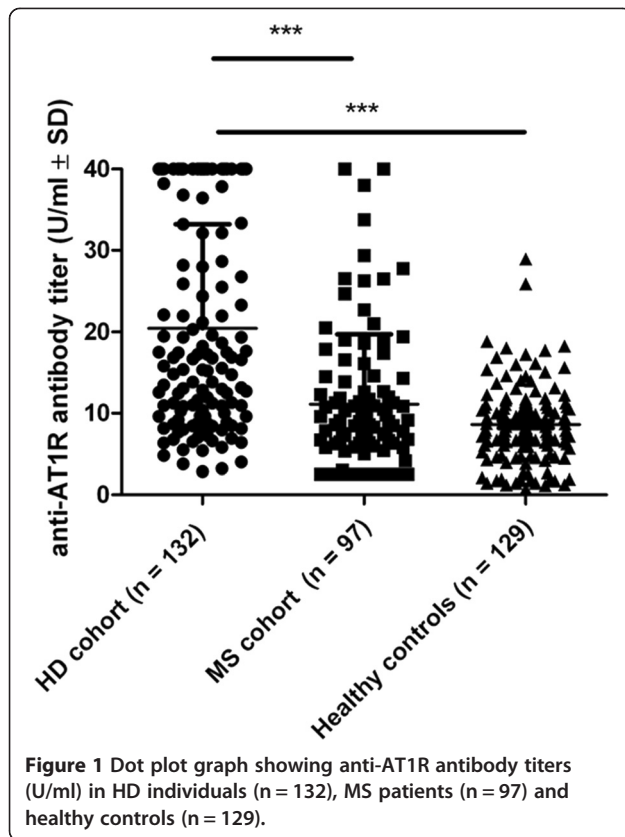 ***
***
anti-AT1R antibody titer (U/ml ± SD)
40
30
20
10
0
HD cohort (n = 132)
MS cohort (n = 97)
Healthy controls (n = 129)
Figure 1 Dot plot graph showing anti-AT1R antibody titers
(U/ml) in HD individuals (n = 132), MS patients (n = 97) and
healthy controls (n = 129).